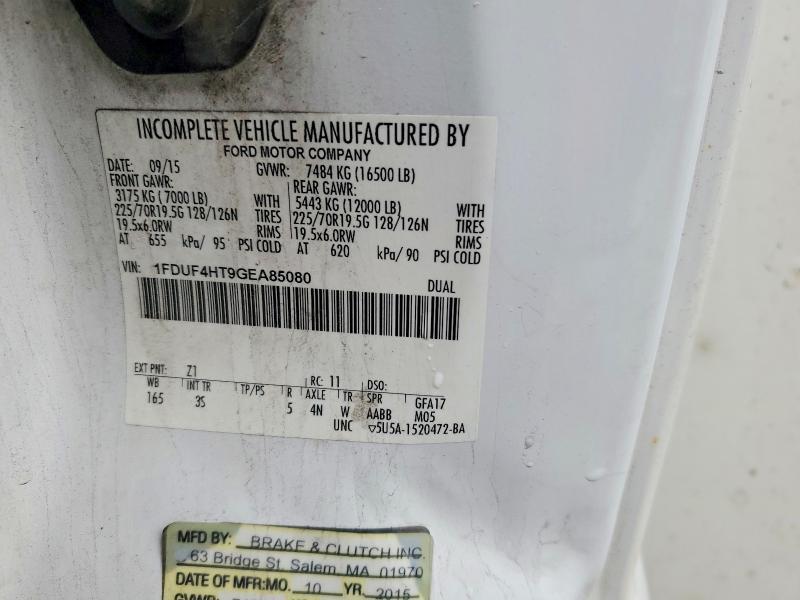 INCOMPLETE VEHICLE MANUFACTURED BY
FORD MOTOR COMPANY
DATE: 09/15 GVWR: 7484 KG (16500 LB)
FRONT GAWR: REAR GAWR:
3175 KG (7000 LB) WITH 5443 KG (12000 LB) WITH
225/70R19.5G 128/126N TIRES 225/70R19.5G 128/126N TIRES
19.5x6.0RW RIMS 19.5x6.0RW RIMS
AT 655 kPa/ 95 PSI COLD AT 620 kPa/ 90 PSI COLD
VIN: 1FDUF4HT9GEA85080 DUAL
EXT PNT: Z1 RC: 11 DSO:
WB INT TR TP/PS R AXLE TR SPR GFA17
165 3S 5 4N W AABB M05
UNC ▽5U5A-1520472-BA
MFD BY: BRAKE & CLUTCH INC.
63 Bridge St. Salem, MA 01970
DATE OF MFR: MO. 10 YR. 2015
GVWR: